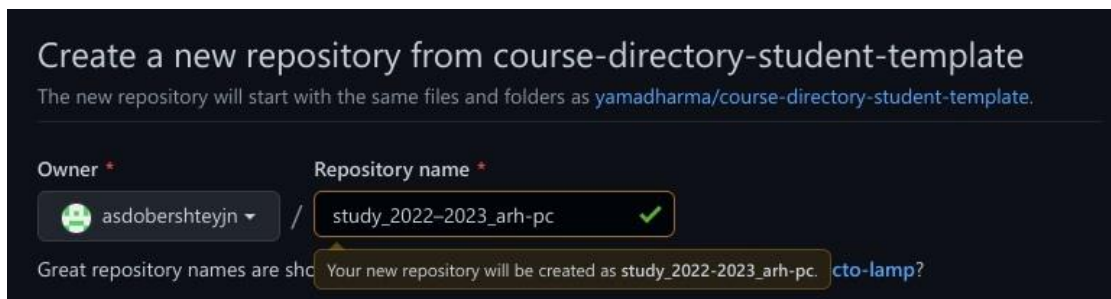 Create a new repository from course-directory-student-template
The new repository will start with the same files and folders as yamadharma/course-directory-student-template.
Owner * Repository name *
asdobershteyjn / study_2022–2023_arh-pc
Great repository names are sho cto-lamp?
Your new repository will be created as study_2022-2023_arh-pc.